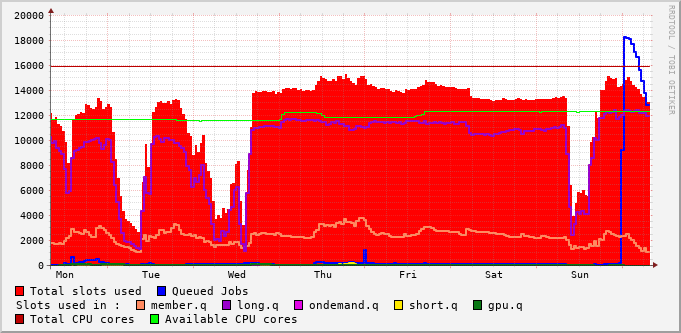 20000
18000
16000
14000
12000
10000
8000
6000
4000
2000
0
Mon Tue Wed Thu Fri Sat Sun
RRDTOOL / TOBI OETIKER
Total slots used Queued Jobs
Slots used in : member.q long.q ondemand.q short.q gpu.q
Total CPU cores Available CPU cores